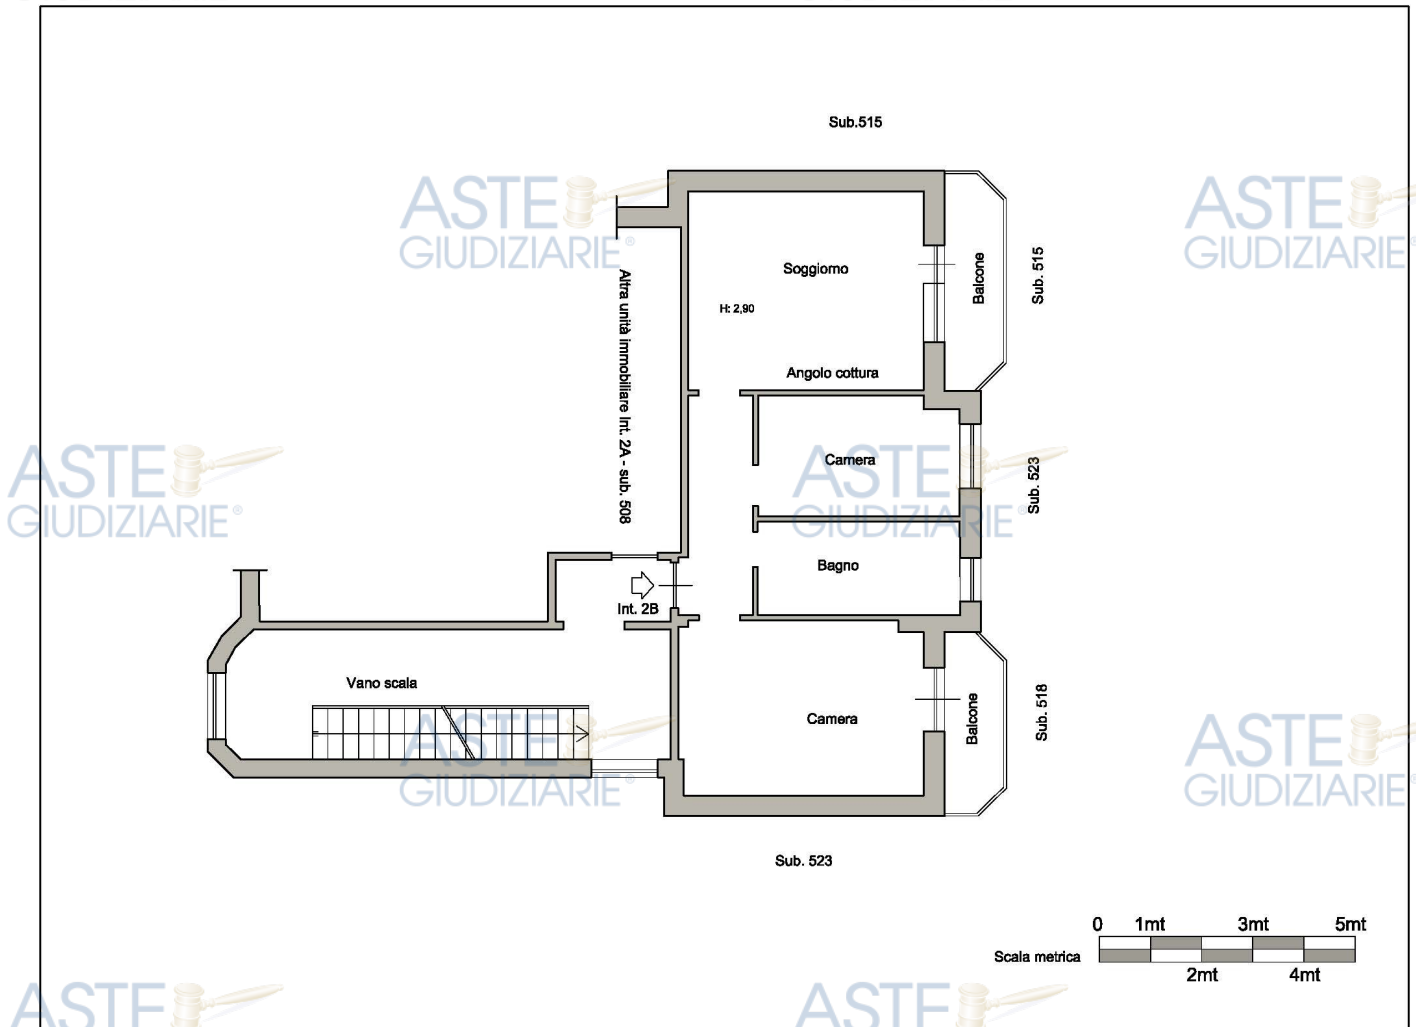 Sub.515
ASTE
GIUDIZIARIE®
ASTE
GIUDIZIARIE
Soggiorno
Balcone
Sub. 515
H: 2,90
Altra unità immobiliare Int. 2A - sub. 508
Angolo cottura
ASTE
GIUDIZIARIE®
ASTE
GIUDIZIARIE®
Camera
Sub. 523
Bagno
Int. 2B
Vano scala
Camera
Balcone
Sub. 518
ASTE
GIUDIZIARIE®
ASTE
GIUDIZIARIE®
Sub. 523
0 1mt 3mt 5mt
Scala metrica
2mt 4mt
ASTE
ASTE